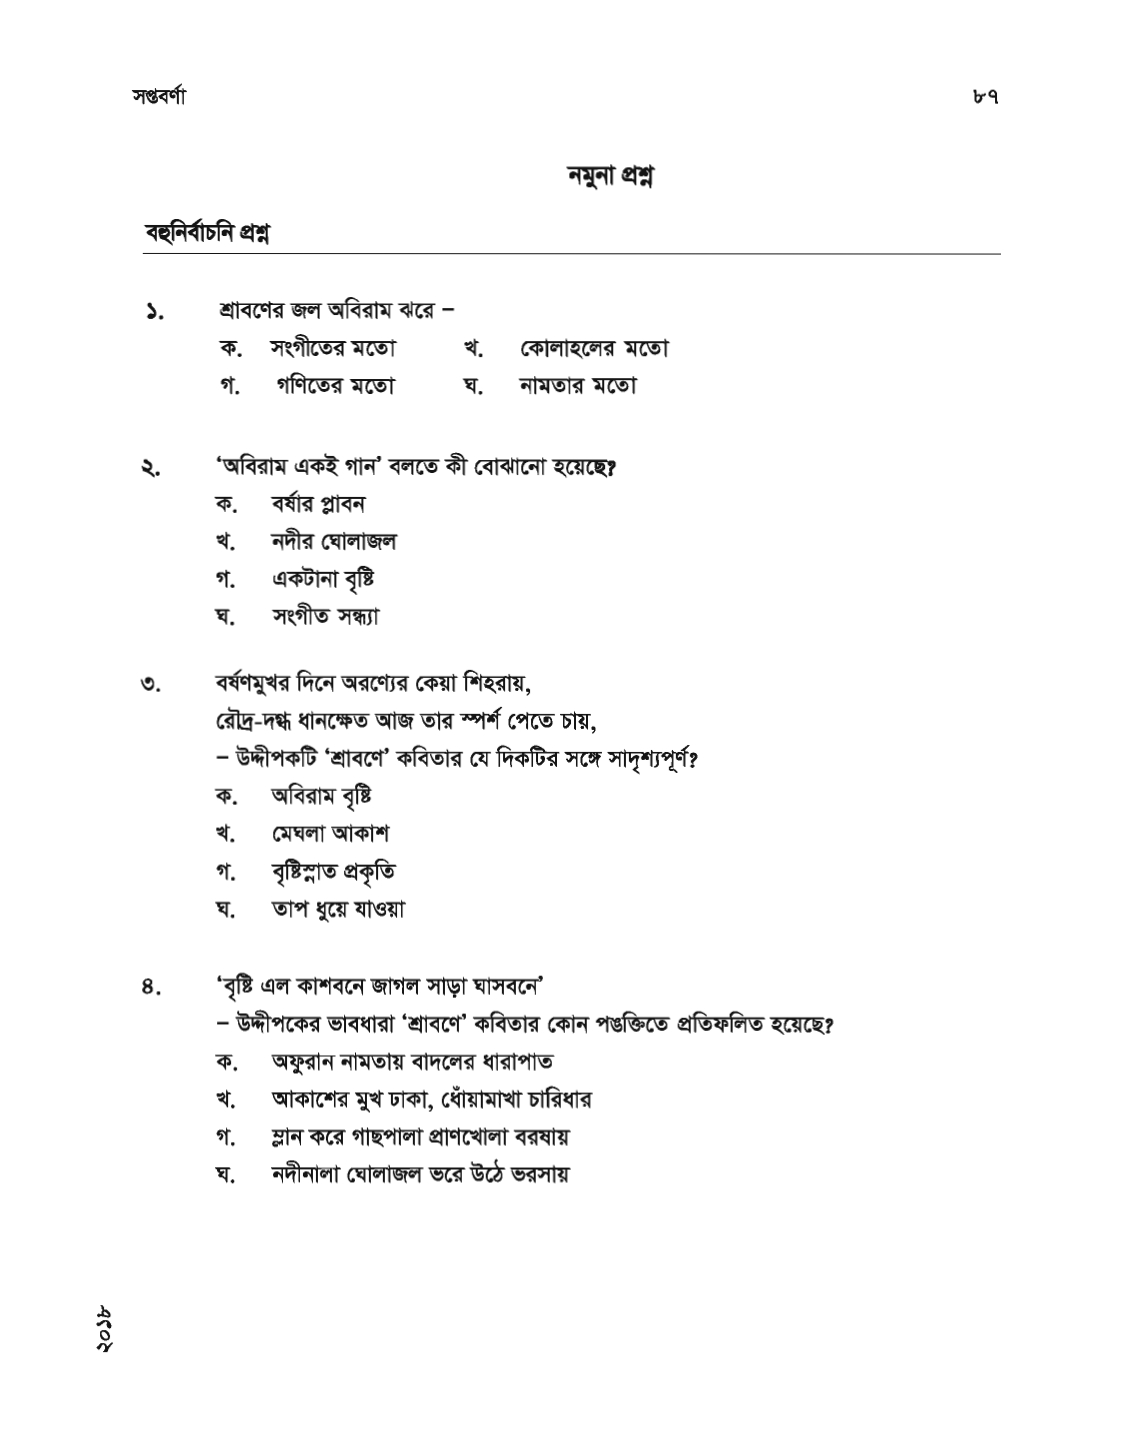 সপ্তবর্ণা ৮৭
নমুনা প্রশ্ন
বহুনির্বাচনি প্রশ্ন
১. শ্রাবণের জল অবিরাম ঝরে –
ক. সংগীতের মতো খ. কোলাহলের মতো
গ. গণিতের মতো ঘ. নামতার মতো
২. ‘অবিরাম একই গান’ বলতে কী বোঝানো হয়েছে?
ক. বর্ষার প্লাবন
খ. নদীর ঘোলাজল
গ. একটানা বৃষ্টি
ঘ. সংগীত সন্ধ্যা
৩. বর্ষণমুখর দিনে অরণ্যের কেয়া শিহরায়,
রৌদ্র-দগ্ধ ধানক্ষেত আজ তার স্পর্শ পেতে চায়,
– উদ্দীপকটি ‘শ্রাবণে’ কবিতার যে দিকটির সঙ্গে সাদৃশ্যপূর্ণ?
ক. অবিরাম বৃষ্টি
খ. মেঘলা আকাশ
গ. বৃষ্টিস্নাত প্রকৃতি
ঘ. তাপ ধুয়ে যাওয়া
৪. ‘বৃষ্টি এল কাশবনে জাগল সাড়া ঘাসবনে’
– উদ্দীপকের ভাবধারা ‘শ্রাবণে’ কবিতার কোন পঙক্তিতে প্রতিফলিত হয়েছে?
ক. অফুরান নামতায় বাদলের ধারাপাত
খ. আকাশের মুখ ঢাকা, ধোঁয়ামাখা চারিধার
গ. ম্লান করে গাছপালা প্রাণখোলা বরষায়
ঘ. নদীনালা ঘোলাজল ভরে উঠে ভরসায়
২০১৮